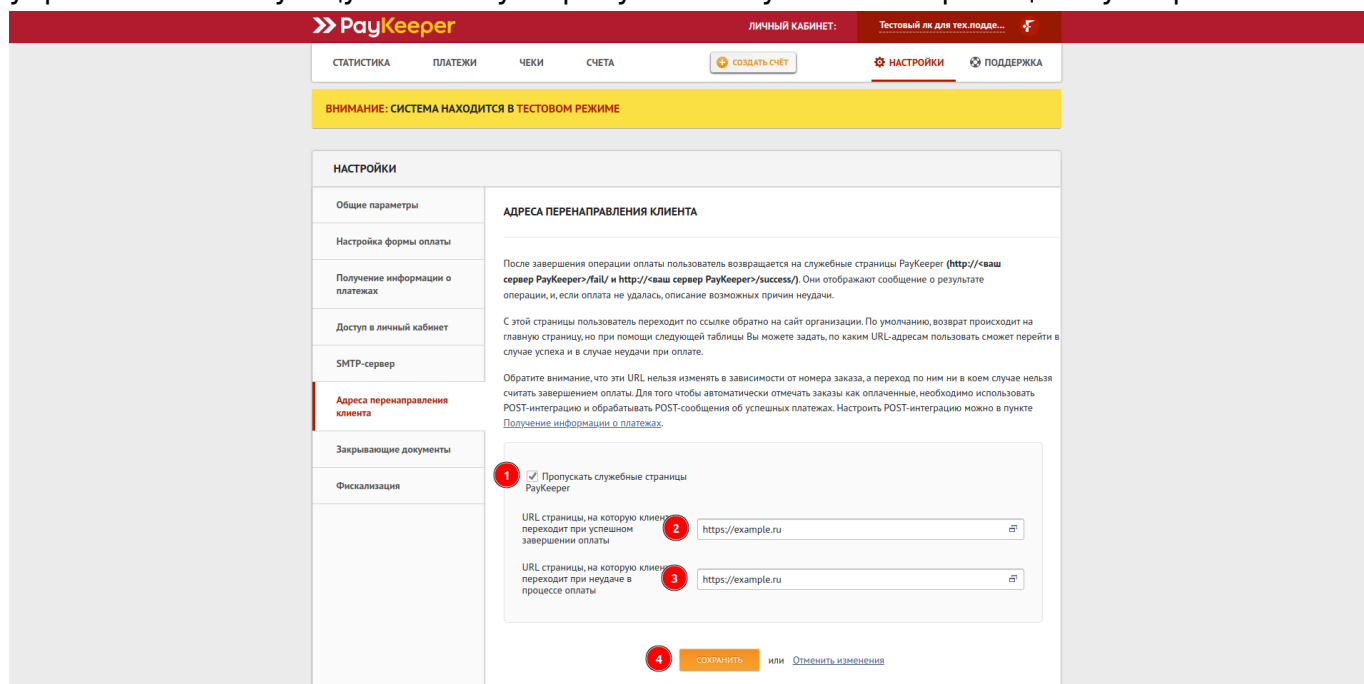 PayKeeper
ЛИЧНЫЙ КАБИНЕТ:
Тестовый лк для тех.подде...
СТАТИСТИКА
ПЛАТЕЖИ
ЧЕКИ
СЧЕТА
СОЗДАТЬ СЧЁТ
НАСТРОЙКИ
ПОДДЕРЖКА
ВНИМАНИЕ: СИСТЕМА НАХОДИТСЯ В ТЕСТОВОМ РЕЖИМЕ
НАСТРОЙКИ
Общие параметры
Настройка формы оплаты
Получение информации о
платежах
Доступ в личный кабинет
SMTP-сервер
Адреса перенаправления
клиента
Закрывающие документы
Фискализация
АДРЕСА ПЕРЕНАПРАВЛЕНИЯ КЛИЕНТА
После завершения операции оплаты пользователь возвращается на служебные страницы PayKeeper (http://<ваш
сервер PayKeeper>/fail/ и http://<ваш сервер PayKeeper>/success/). Они отображают сообщение о результате
операции, и, если оплата не удалась, описание возможных причин неудачи.
С этой страницы пользователь переходит по ссылке обратно на сайт организации. По умолчанию, возврат происходит на
главную страницу, но при помощи следующей таблицы Вы можете задать, по каким URL-адресам пользовать сможет перейти в
случае успеха и в случае неудачи при оплате.
Обратите внимание, что эти URL нельзя изменять в зависимости от номера заказа, а переход по ним ни в коем случае нельзя
считать завершением оплаты. Для того чтобы автоматически отмечать заказы как оплаченные, необходимо использовать
POST-интеграцию и обрабатывать POST-сообщения об успешных платежах. Настроить POST-интеграцию можно в пункте
Получение информации о платежах.
1
Пропускать служебные страницы
PayKeeper
URL страницы, на которую клиент
переходит при успешном
завершении оплаты
2
https://example.ru
URL страницы, на которую клиент
переходит при неудаче в
процессе оплаты
3
https://example.ru
4
СОХРАНИТЬ
или
Отменить изменения